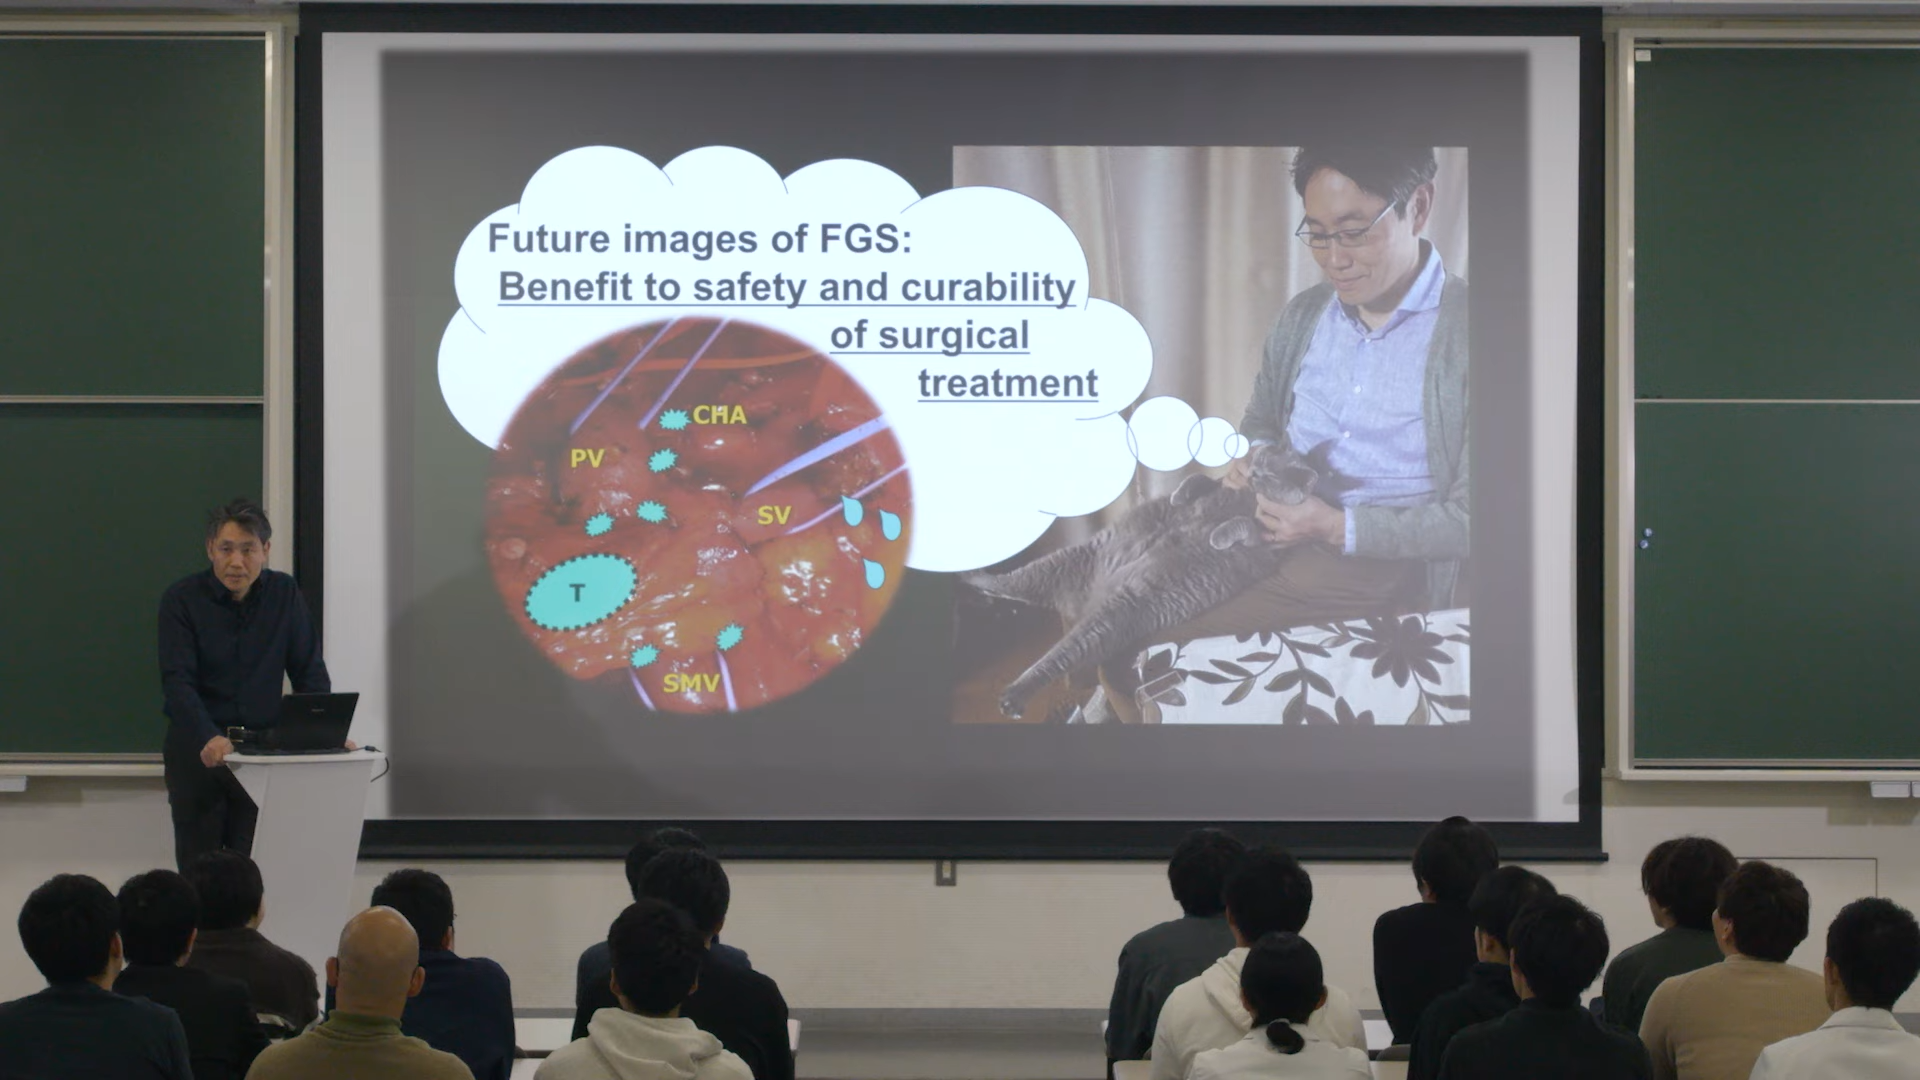 Future images of FGS:
Benefit to safety and curability
of surgical
treatment
CHA
PV
SV
T
SMV